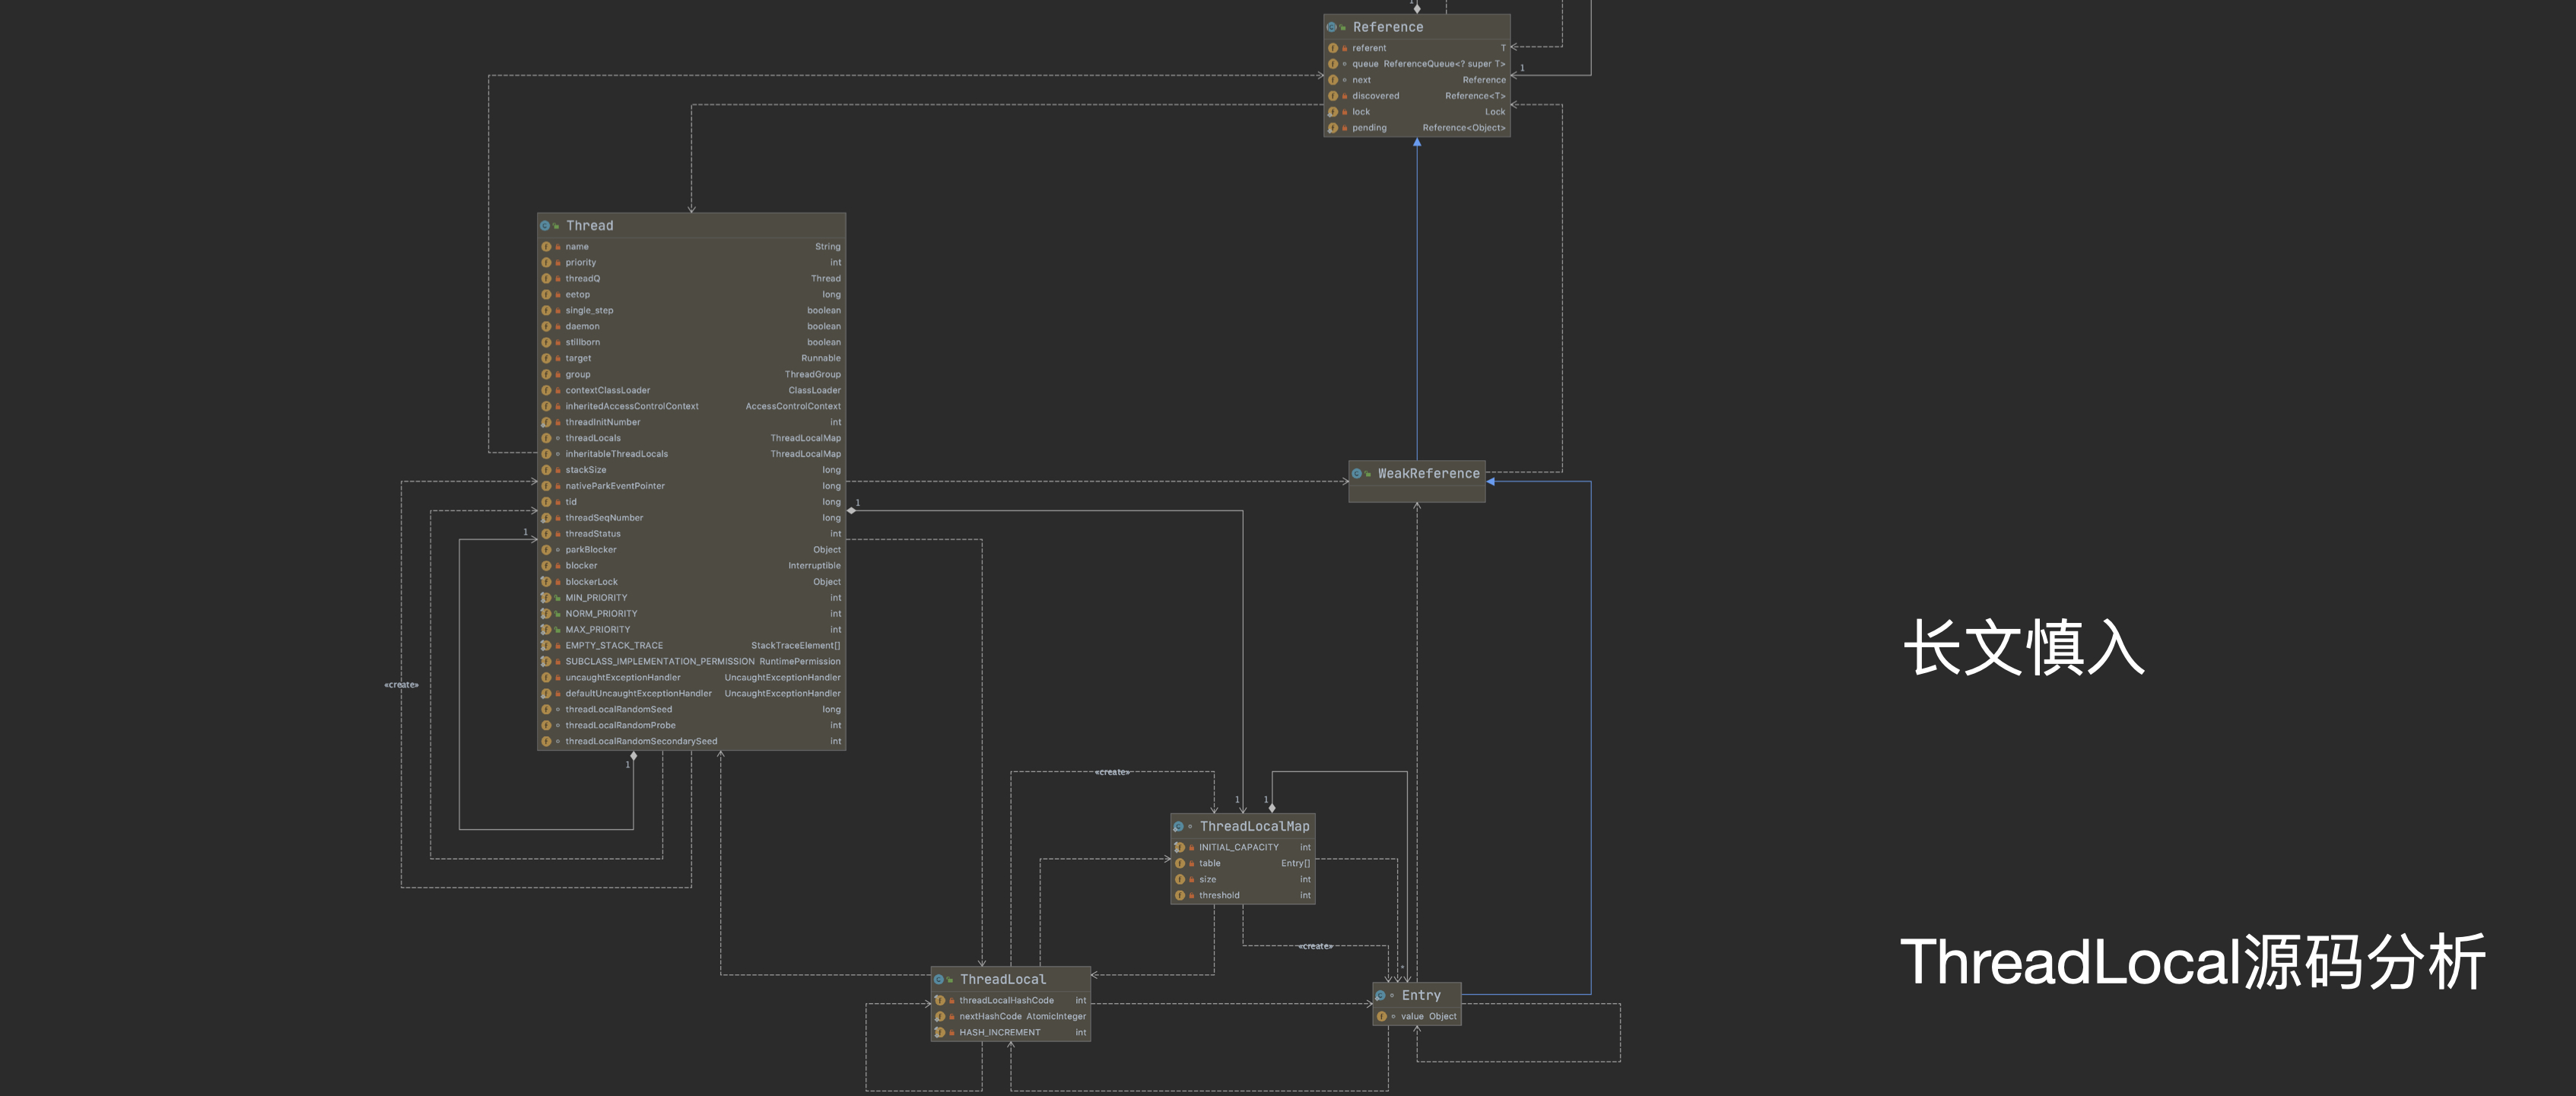 1
Reference
referent T
queue ReferenceQueue<? super T>
next Reference
discovered Reference<T>
lock Lock
pending Reference<Object>
1
Thread
name String
priority int
threadQ Thread
eetop long
single_step boolean
daemon boolean
stillborn boolean
target Runnable
group ThreadGroup
contextClassLoader ClassLoader
inheritedAccessControlContext AccessControlContext
threadInitNumber int
threadLocals ThreadLocalMap
inheritableThreadLocals ThreadLocalMap
stackSize long
nativeParkEventPointer long
tid long
threadSeqNumber long
threadStatus int
parkBlocker Object
blocker Interruptible
blockerLock Object
MIN_PRIORITY int
NORM_PRIORITY int
MAX_PRIORITY int
EMPTY_STACK_TRACE StackTraceElement[]
SUBCLASS_IMPLEMENTATION_PERMISSION RuntimePermission
uncaughtExceptionHandler UncaughtExceptionHandler
defaultUncaughtExceptionHandler UncaughtExceptionHandler
threadLocalRandomSeed long
threadLocalRandomProbe int
threadLocalRandomSecondarySeed int
1
1
1
«create»
WeakReference
长文慎入
«create»
1
1
ThreadLocalMap
INITIAL_CAPACITY int
table Entry[]
size int
threshold int
«create»
*
ThreadLocal
threadLocalHashCode int
nextHashCode AtomicInteger
HASH_INCREMENT int
Entry
value Object
ThreadLocal源码分析